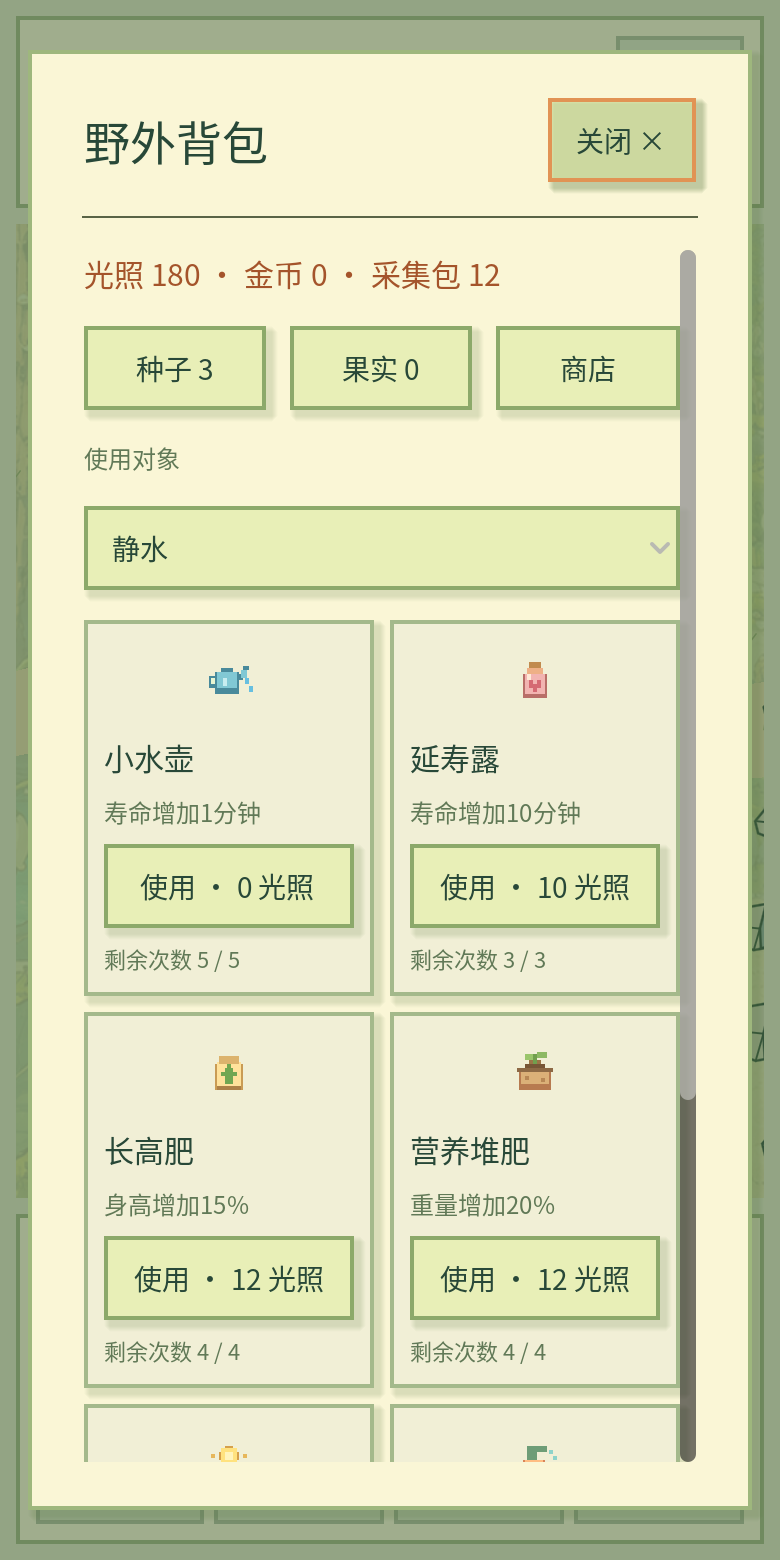 野外背包
关闭 ×
光照 180 · 金币 0 · 采集包 12
种子 3
果实 0
商店
使用对象
静水
小水壶
寿命增加1分钟
使用 · 0 光照
剩余次数 5 / 5
延寿露
寿命增加10分钟
使用 · 10 光照
剩余次数 3 / 3
长高肥
身高增加15%
使用 · 12 光照
剩余次数 4 / 4
营养堆肥
重量增加20%
使用 · 12 光照
剩余次数 4 / 4